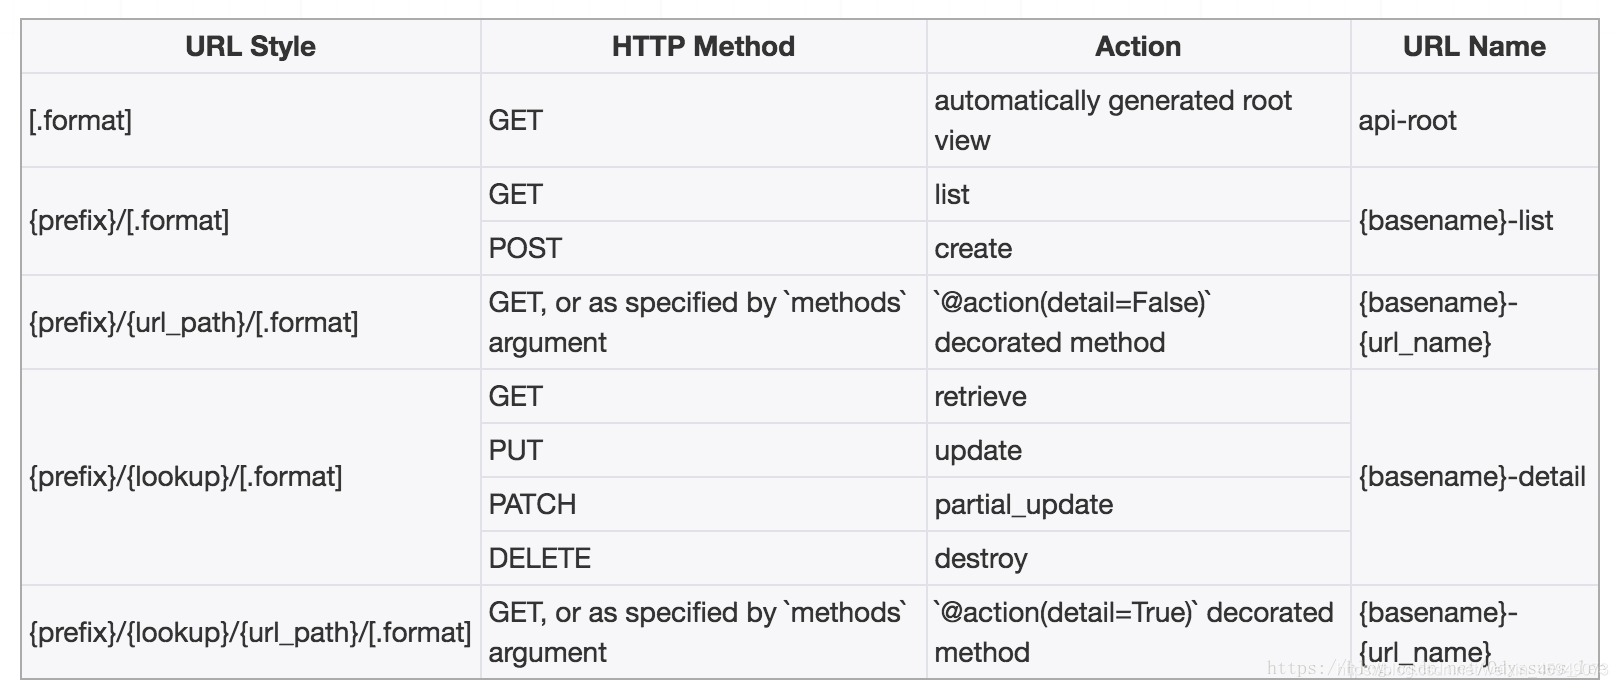 URL Style HTTP Method Action URL Name
[.format] GET automatically generated root
view api-root
{prefix}/[.format] GET list {basename}-list
POST create
{prefix}/{url_path}/[.format] GET, or as specified by `methods`
argument `@action(detail=False)`
decorated method {basename}-
{url_name}
{prefix}/{lookup}/[.format] GET retrieve {basename}-detail
PUT update
PATCH partial_update
DELETE destroy
{prefix}/{lookup}/{url_path}/[.format] GET, or as specified by `methods`
argument `@action(detail=True)` decorated
method {basename}-
{url_name}